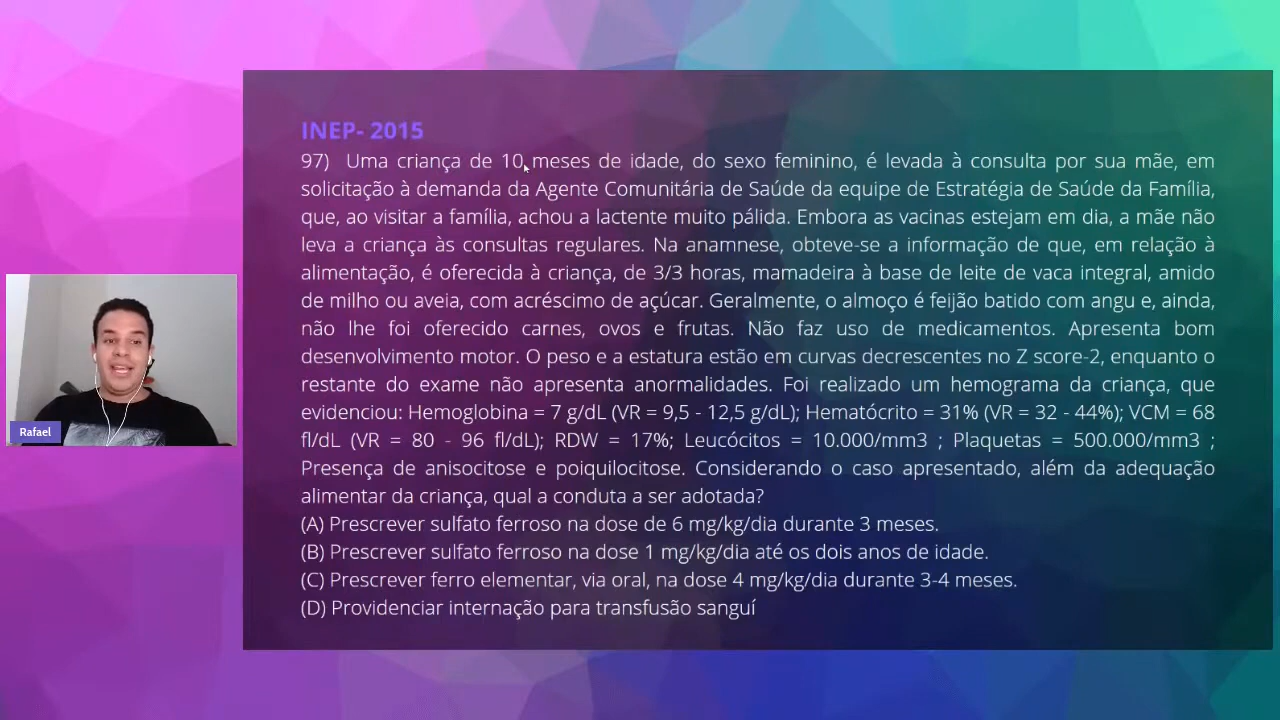 INEP- 2015
97) Uma criança de 10 meses de idade, do sexo feminino, é levada à consulta por sua mãe, em
solicitação à demanda da Agente Comunitária de Saúde da equipe de Estratégia de Saúde da Família,
que, ao visitar a família, achou a lactente muito pálida. Embora as vacinas estejam em dia, a mãe não
leva a criança às consultas regulares. Na anamnese, obteve-se a informação de que, em relação à
alimentação, é oferecida à criança, de 3/3 horas, mamadeira à base de leite de vaca integral, amido
de milho ou aveia, com acréscimo de açúcar. Geralmente, o almoço é feijão batido com angu e, ainda,
não lhe foi oferecido carnes, ovos e frutas. Não faz uso de medicamentos. Apresenta bom
desenvolvimento motor. O peso e a estatura estão em curvas decrescentes no Z score-2, enquanto o
restante do exame não apresenta anormalidades. Foi realizado um hemograma da criança, que
evidenciou: Hemoglobina = 7 g/dL (VR = 9,5 - 12,5 g/dL); Hematócrito = 31% (VR = 32 - 44%); VCM = 68
fl/dL (VR = 80 - 96 fl/dL); RDW = 17%; Leucócitos = 10.000/mm3 ; Plaquetas = 500.000/mm3 ;
Presença de anisocitose e poiquilocitose. Considerando o caso apresentado, além da adequação
alimentar da criança, qual a conduta a ser adotada?
(A) Prescrever sulfato ferroso na dose de 6 mg/kg/dia durante 3 meses.
(B) Prescrever sulfato ferroso na dose 1 mg/kg/dia até os dois anos de idade.
(C) Prescrever ferro elementar, via oral, na dose 4 mg/kg/dia durante 3-4 meses.
(D) Providenciar internação para transfusão sanguí
Rafael